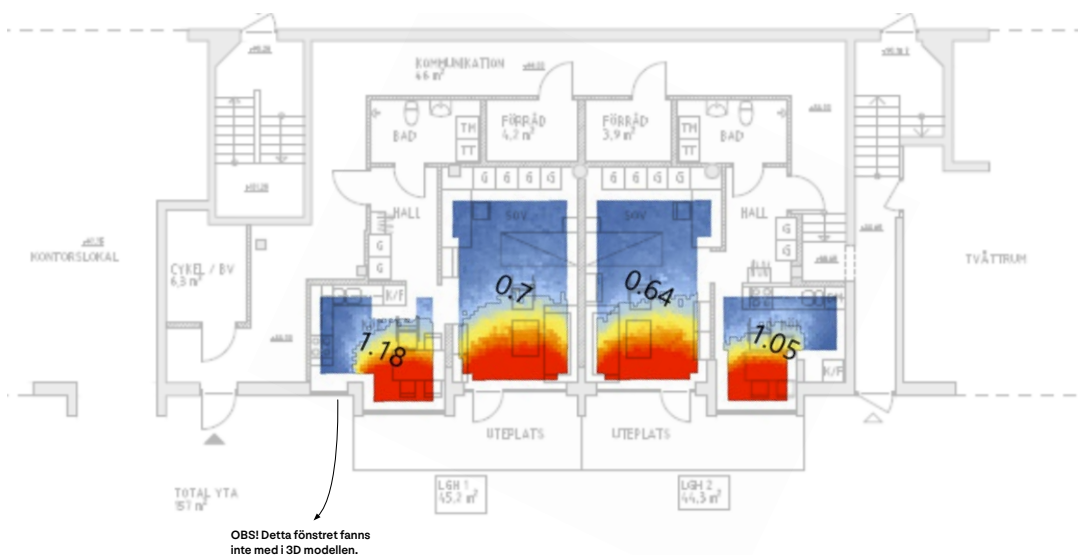 KOMMUNIKATION
46 m²
BAD
TM
TT
FÖRRÅD
4,2 m²
FÖRRÅD
3,9 m²
TM
TT
BAD
G G G G
G G G G
HALL
SOV
SOV
HALL
G
G
G
G
KONTORSLOKAL
CYKEL / BV
6,3 m²
TVÄTTRUM
K/F
0.7
0.64
1.18
1.05
K/F
UTEPLATS
UTEPLATS
LGH 1
45,2 m²
LGH 2
44,3 m²
TOTAL YTA
157 m²
OBS! Detta fönstret fanns
inte med i 3D modellen.